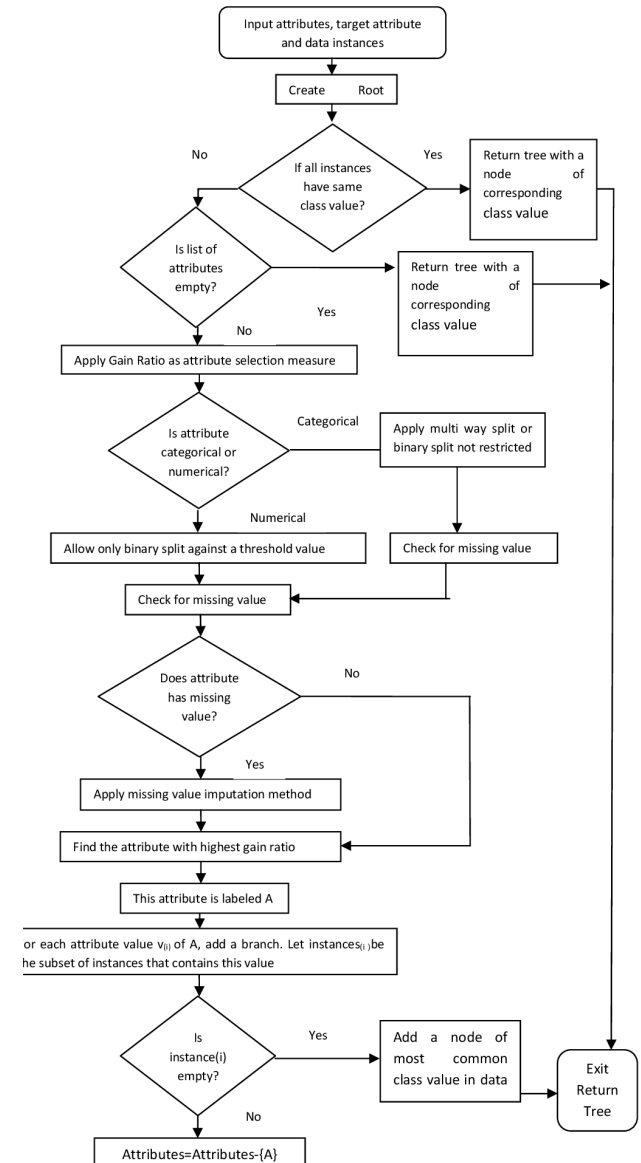 Input attributes, target attribute
and data instances
Create Root
If all instances
have same
class value?
No
Yes
Return tree with a
node of
corresponding
class value
Is list of
attributes
empty?
Yes
No
Return tree with a
node of
corresponding
class value
Apply Gain Ratio as attribute selection measure
Is attribute
categorical or
numerical?
Categorical
Apply multi way split or
binary split not restricted
Numerical
Allow only binary split against a threshold value
Check for missing value
Check for missing value
Does attribute
has missing
value?
No
Yes
Apply missing value imputation method
Find the attribute with highest gain ratio
This attribute is labeled A
or each attribute value v(i) of A, add a branch. Let instances(i )be
he subset of instances that contains this value
Is
instance(i)
empty?
Yes
Add a node of
most common
class value in data
Exit
Return
Tree
No
Attributes=Attributes-{A}